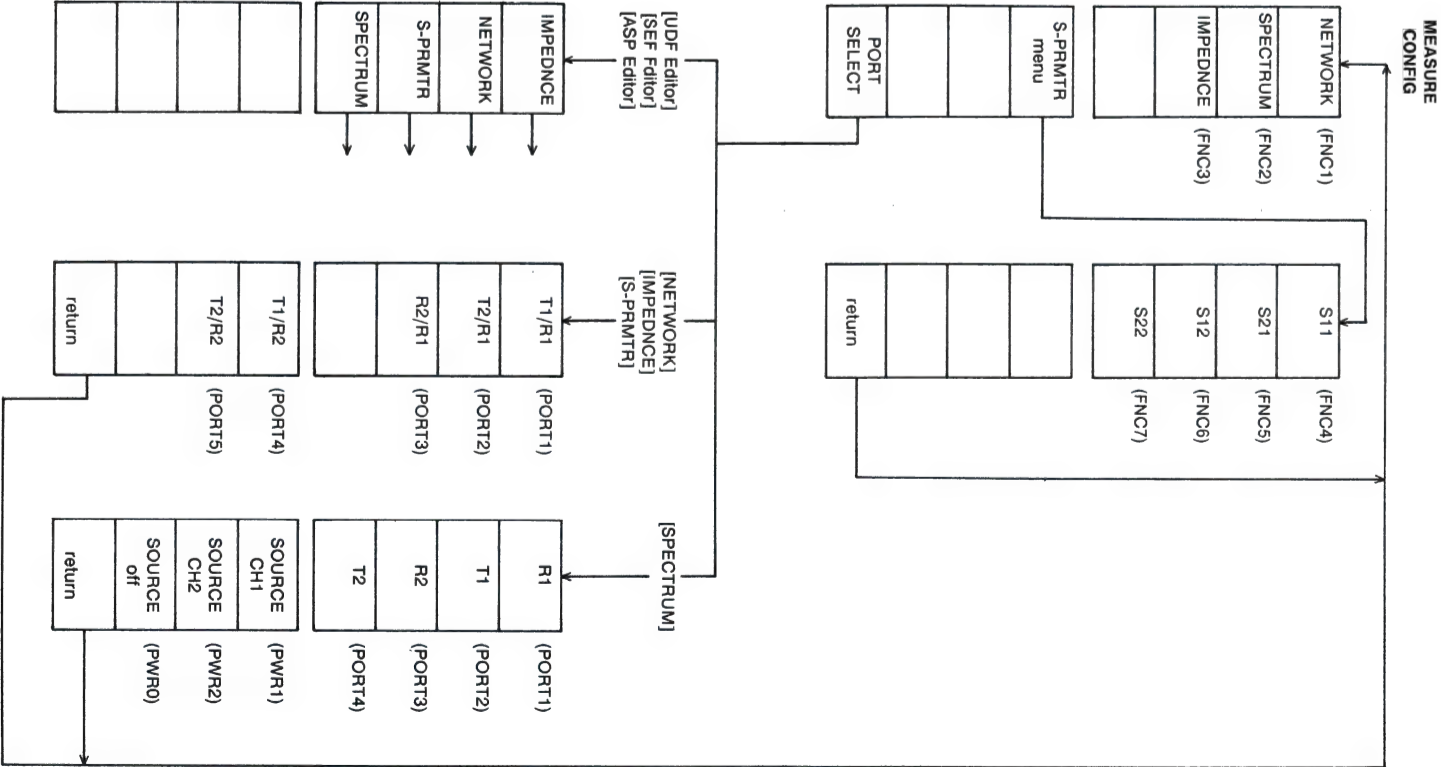 MEASURE
CONFIG
NETWORK
(FNC1)
SPECTRUM
(FNC2)
IMPEDNCE
(FNC3)
S-PRMTR
menu
PORT
SELECT
S11
(FNC4)
S21
(FNC5)
S12
(FNC6)
S22
(FNC7)
return
[UDF Editor]
[SEF Fditor]
[ASP Editor]
IMPEDNCE
NETWORK
S-PRMTR
SPECTRUM
[NETWORK]
[IMPEDNCE]
[S-PRMTR]
T1/R1
(PORT1)
T2/R1
(PORT2)
R2/R1
(PORT3)
T1/R2
(PORT4)
T2/R2
(PORT5)
return
[SPECTRUM]
R1
(PORT1)
T1
(PORT2)
R2
(PORT3)
T2
(PORT4)
SOURCE
CH1
(PWR1)
SOURCE
CH2
(PWR2)
SOURCE
off
(PWR0)
return